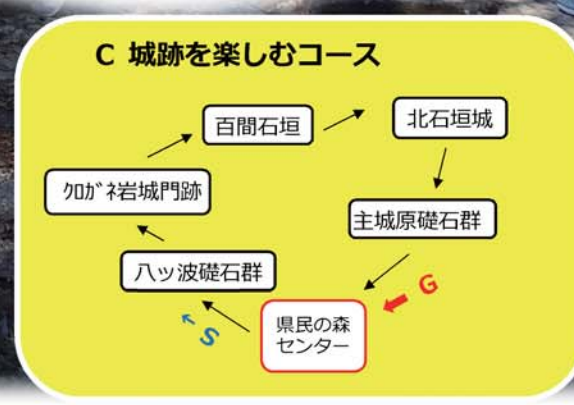 C 城跡を楽しむコース
百間石垣
北石垣城
ｸﾛｶﾞﾈ岩城門跡
主城原礎石群
八ッ波礎石群
県民の森
センター
G
S